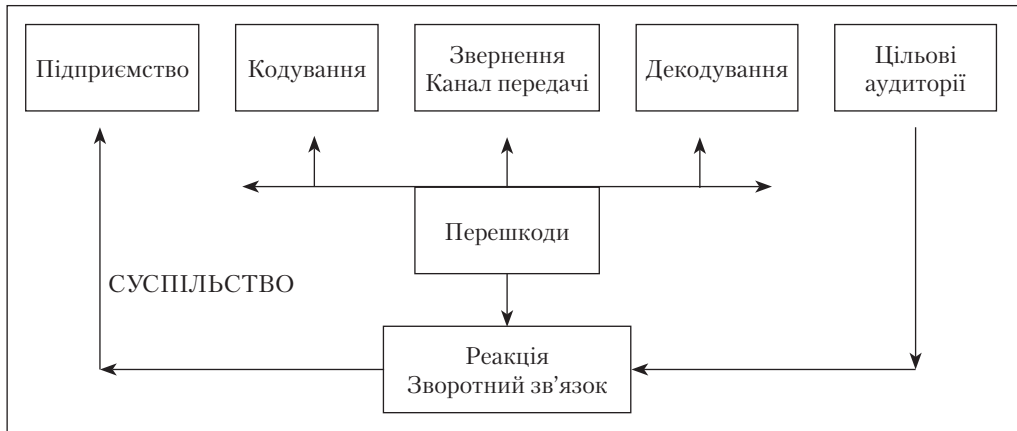 Підприємство
Кодування
Звернення
Канал передачі
Декодування
Цільові
аудиторії
Перешкоди
СУСПІЛЬСТВО
Реакція
Зворотний зв’язок